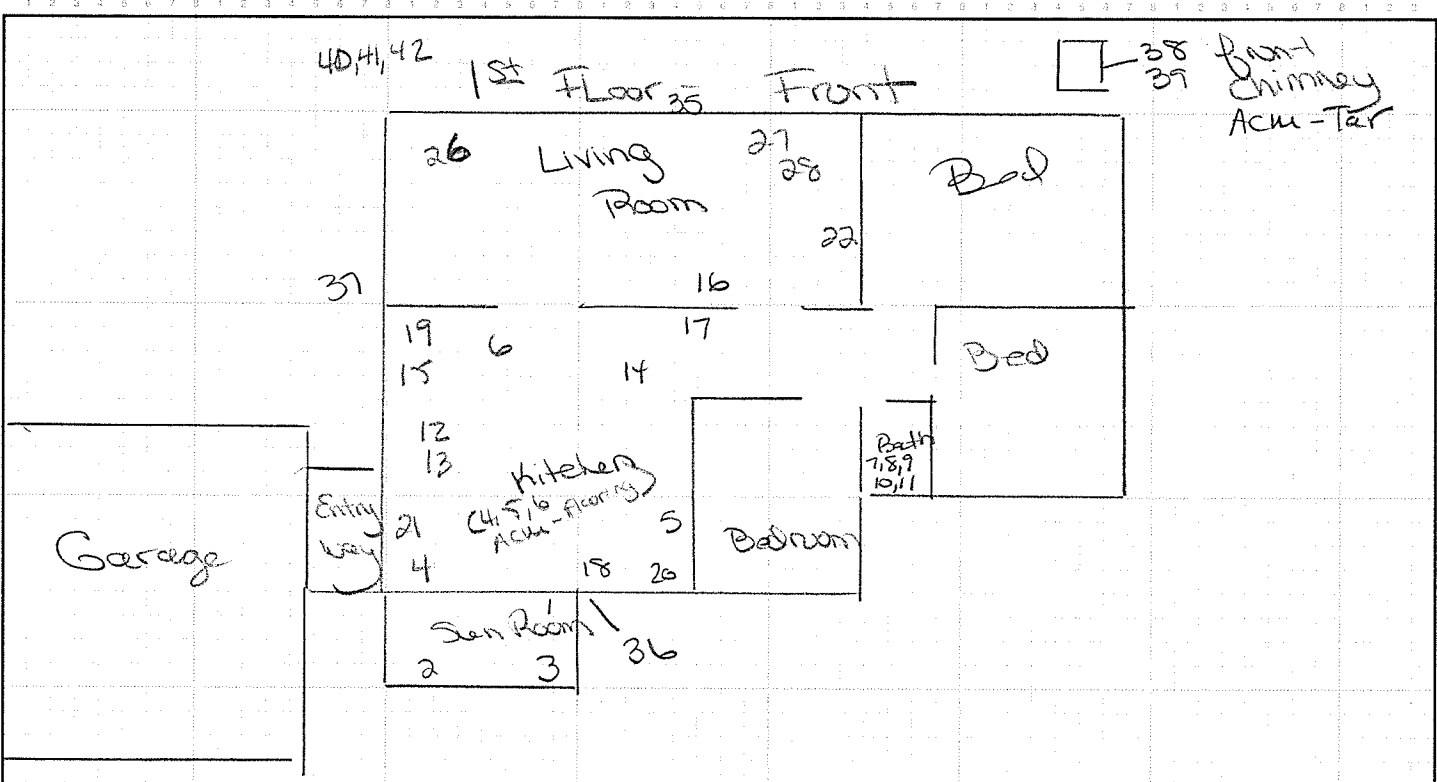 40,41,42
1st Floor Front
35
38 front
39 chimney
ACM - Tar
26
Living
Room
27
28
22
Bed
37
16
17
19
6
15
14
Bed
12
13
Kitchen
(4,5,6
ACM - Flooring)
Bath
7,8,9
10,11
Garage
Entry
way
21
4
5
18
20
Bedroom
Sun Room
1
2
3
36